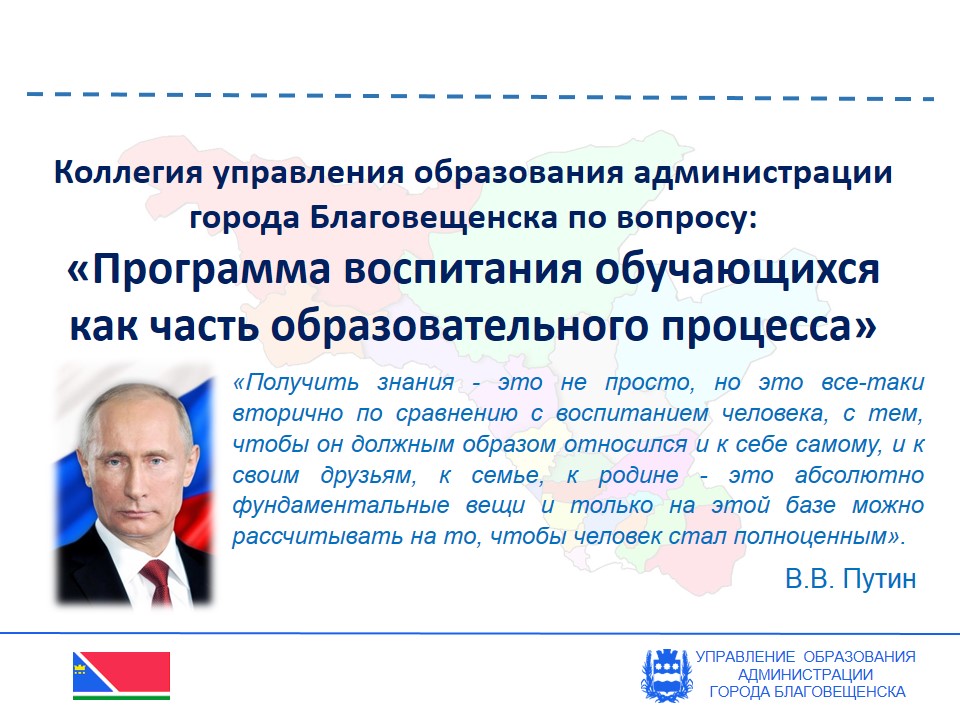 Коллегия управления образования администрации
города Благовещенска по вопросу:
«Программа воспитания обучающихся
как часть образовательного процесса»
«Получить знания - это не просто, но это все-таки
вторично по сравнению с воспитанием человека, с тем,
чтобы он должным образом относился и к себе самому, и к
своим друзьям, к семье, к родине - это абсолютно
фундаментальные вещи и только на этой базе можно
рассчитывать на то, чтобы человек стал полноценным».
В.В. Путин
УПРАВЛЕНИЕ ОБРАЗОВАНИЯ
АДМИНИСТРАЦИИ
ГОРОДА БЛАГОВЕЩЕНСКА